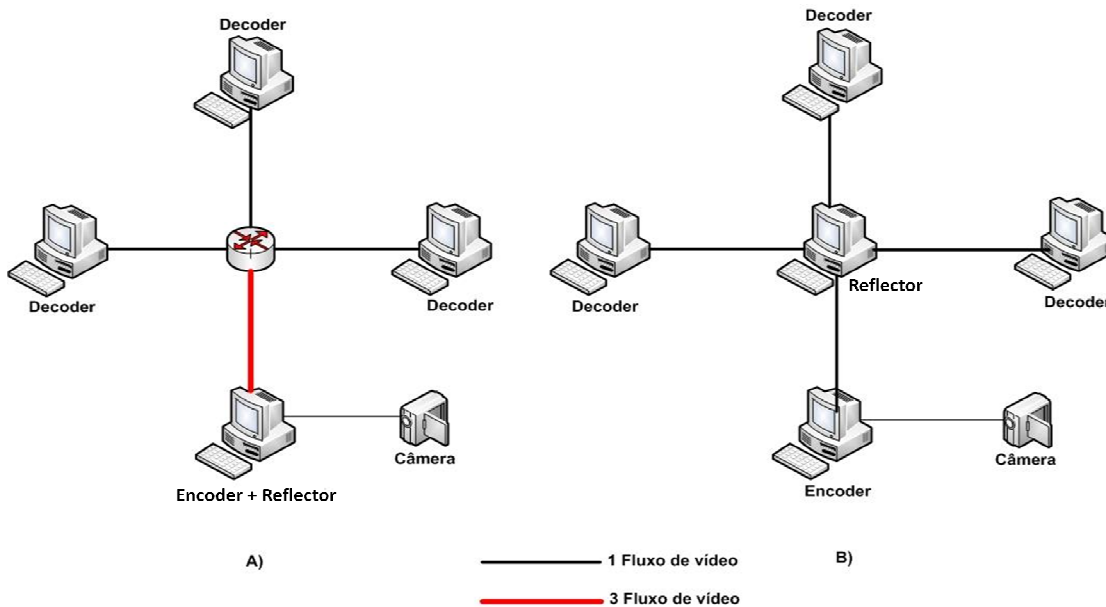 Decoder
Decoder
Decoder
Encoder + Reflector
Câmera
A)
Decoder
Decoder
Reflector
Decoder
Encoder
Câmera
B)
1 Fluxo de vídeo
3 Fluxo de vídeo